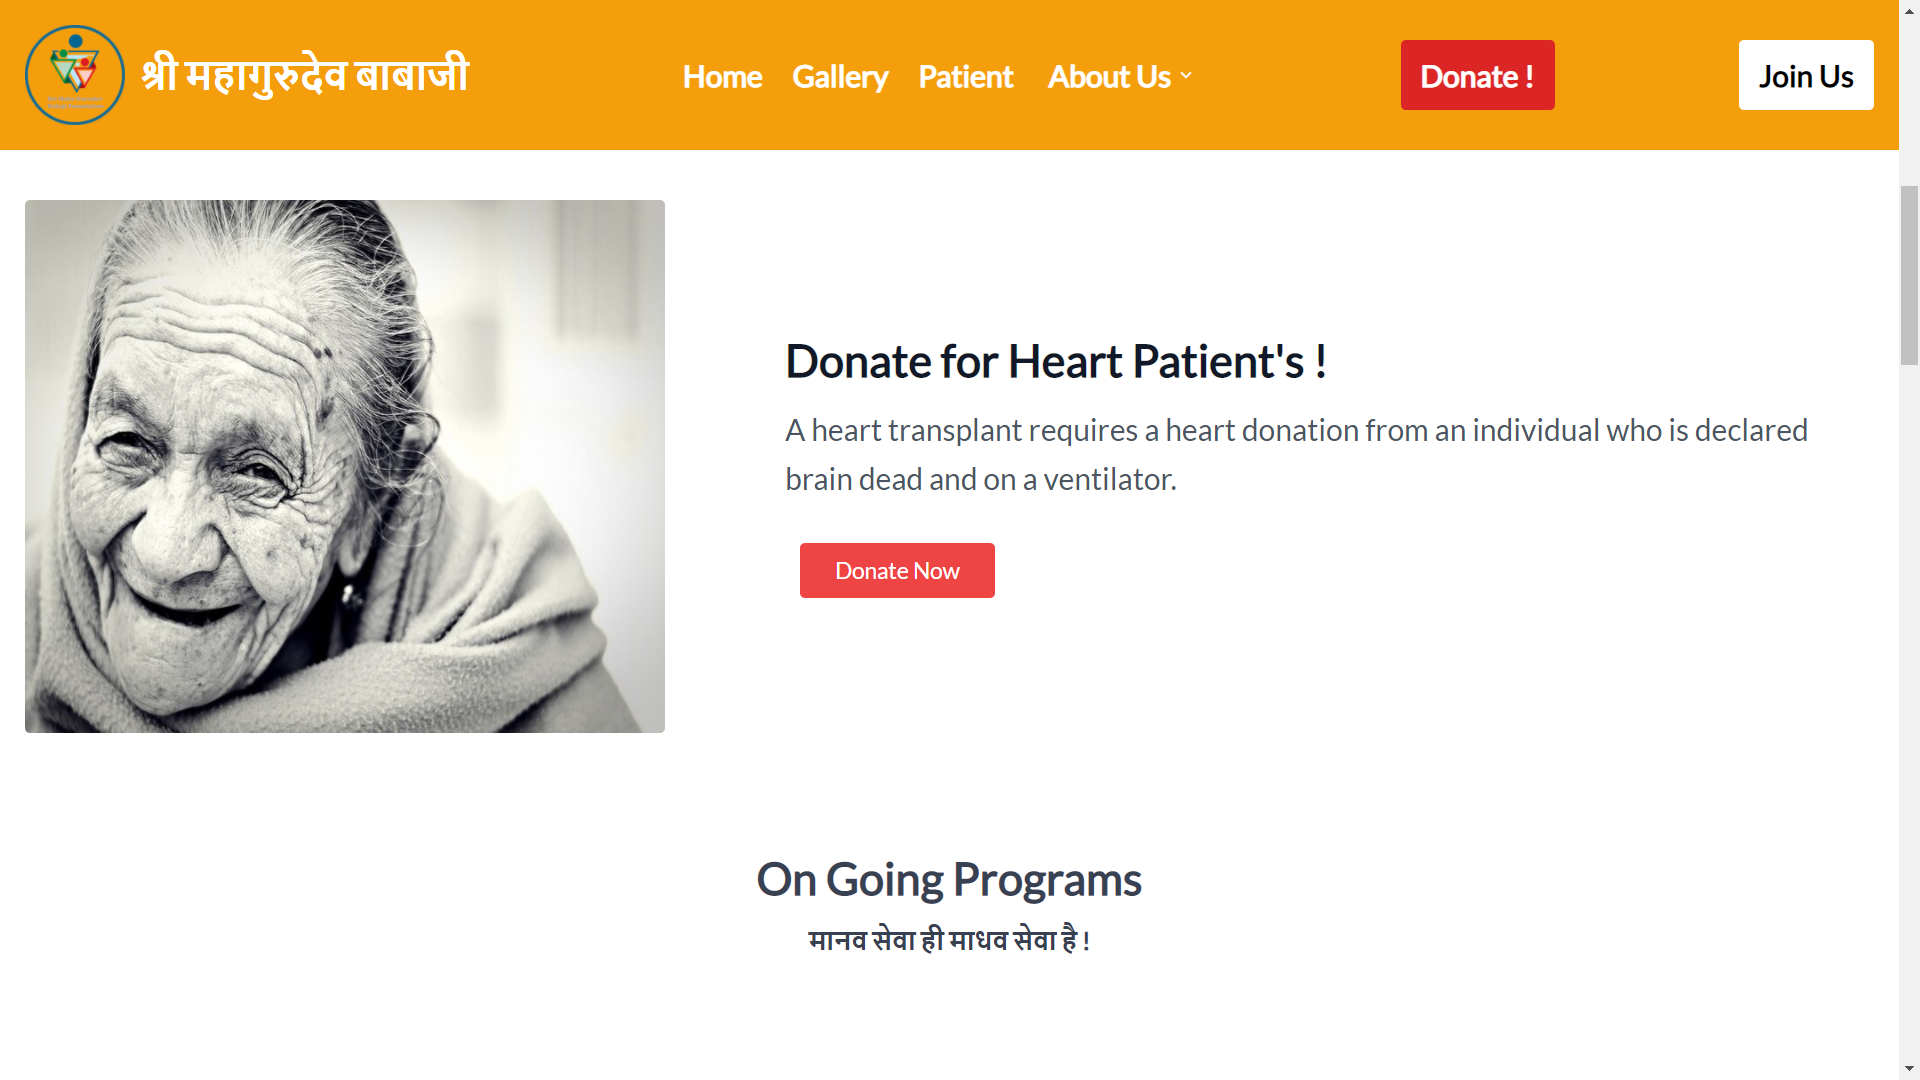 श्री महागुरुदेव बाबाजी
Home Gallery Patient About Us
Donate !
Join Us
Donate for Heart Patient's !
A heart transplant requires a heart donation from an individual who is declared
brain dead and on a ventilator.
Donate Now
On Going Programs
मानव सेवा ही माधव सेवा है !